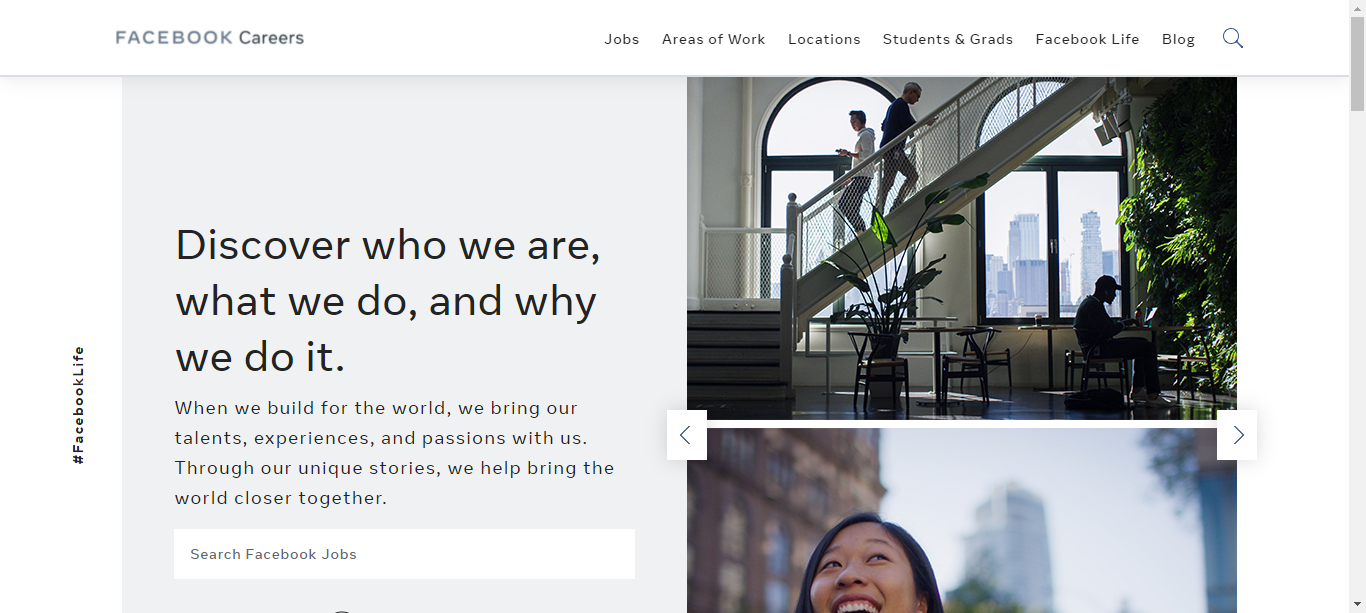 FACEBOOK Careers
Jobs Areas of Work Locations Students & Grads Facebook Life Blog
#FacebookLife
Discover who we are,
what we do, and why
we do it.
When we build for the world, we bring our
talents, experiences, and passions with us.
Through our unique stories, we help bring the
world closer together.
Search Facebook Jobs